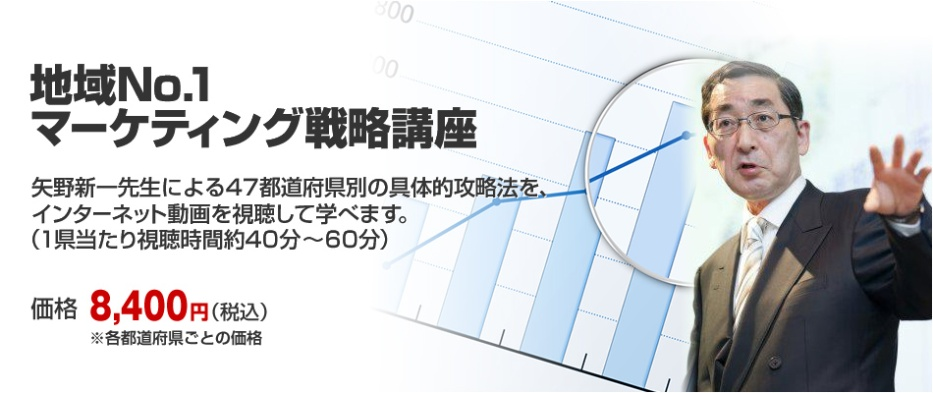 800
00
地域No.1
マーケティング戦略講座
矢野新一先生による47都道府県別の具体的攻略法を、
インターネット動画を視聴して学べます。
（1県当たり視聴時間約40分～60分）
価格 8,400円（税込）
※各都道府県ごとの価格